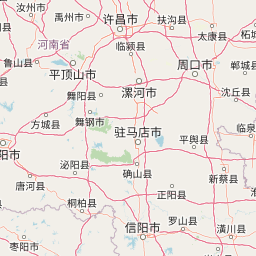 汝州市
禹州市
许昌市
扶沟县
太康县
柘城
河南省
临颍县
平顶山市
周口市
郸城县
舞阳县
漯河市
沈丘县
方城县
舞钢市
驻马店市
临泉
阳市
平舆县
泌阳县
确山县
新蔡县
唐河县
正阳县
桐柏县
信阳市
罗山县
潢川县
枣阳市